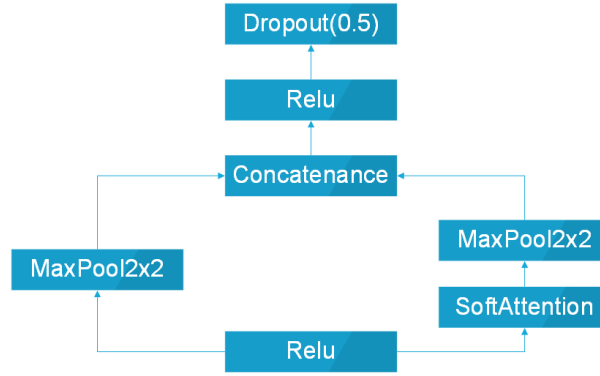 Dropout(0.5)
Relu
Concatenance
MaxPool2x2
MaxPool2x2
SoftAttention
Relu